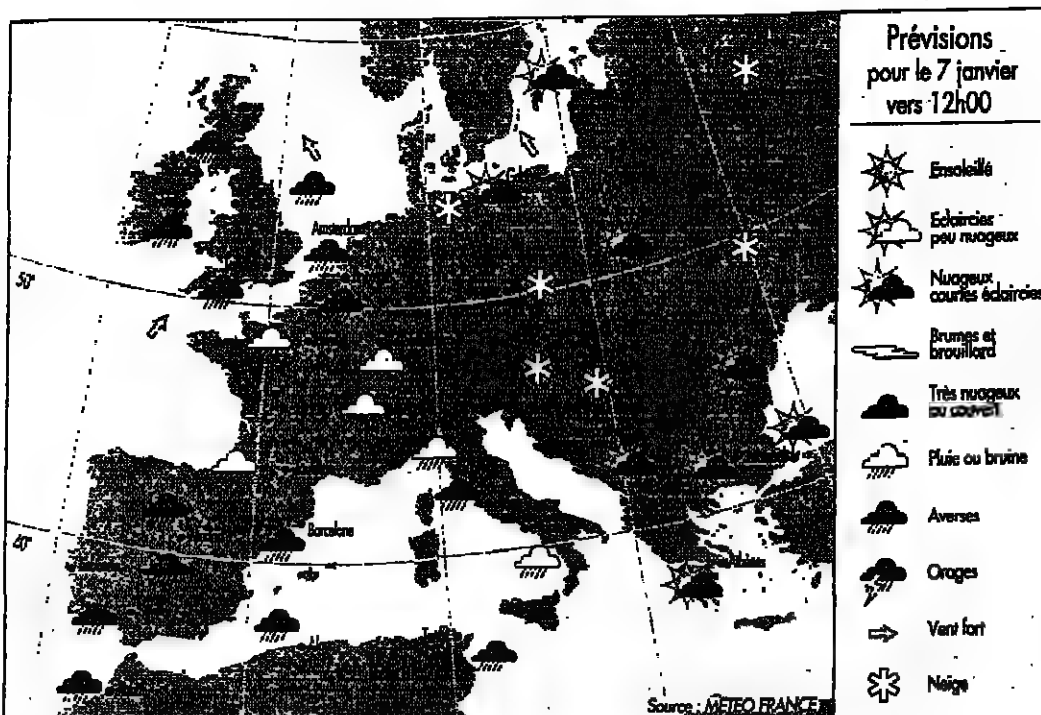 Prévisions
pour le 7 janvier
vers 12h00
Ensoleillé
Eclaircies
peu nuageux
Nuageux
courtes éclaircies
Brumes et
brouillard
Très nuageux
ou couvert
Pluie ou bruine
Averses
Orages
Vent fort
Neige
Amsterdam
50°
Barcelone
40°
Source : METEO FRANCE